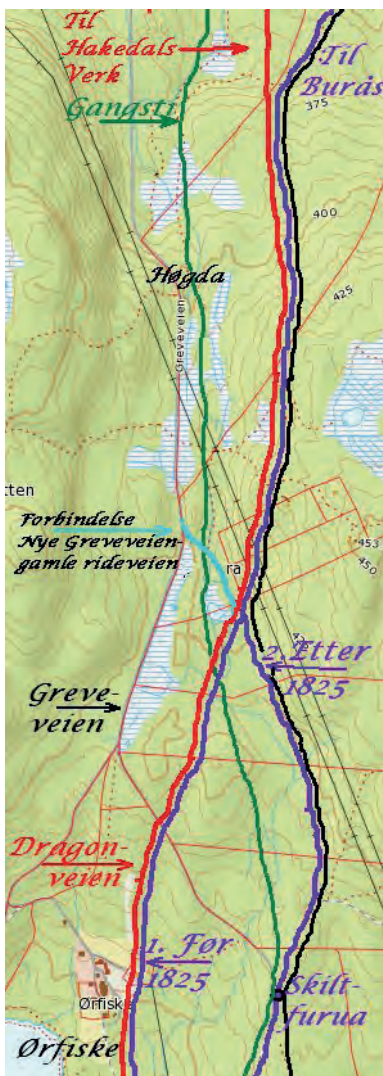 Til
Hakedals
Verk
Til
Burås
Gangsti
375
400
425
Høgda
Greveveien
tten
Forbindelse
Nye Greveveien-
gamle rideveien
453
450
ra
2. Etter
1825
Greve-
veien
Dragon-
veien
1. Før
1825
Ørfisk
Skilt-
furua
Ørfiske